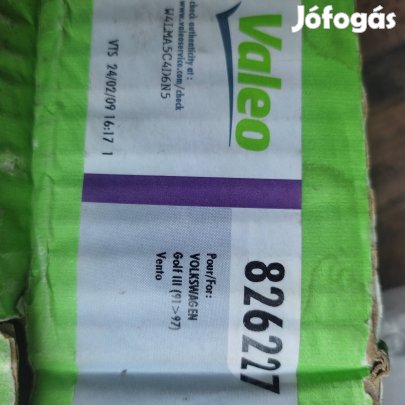 Jófogás
Valeo
check authenticity at:
www.valeoservice.com/check
W4LMA5C4D6N5
VTS 24/02/09 16:17 1
826227
Pour/For:
VOLKSWAGEN
Golf III (91>97)
Vento